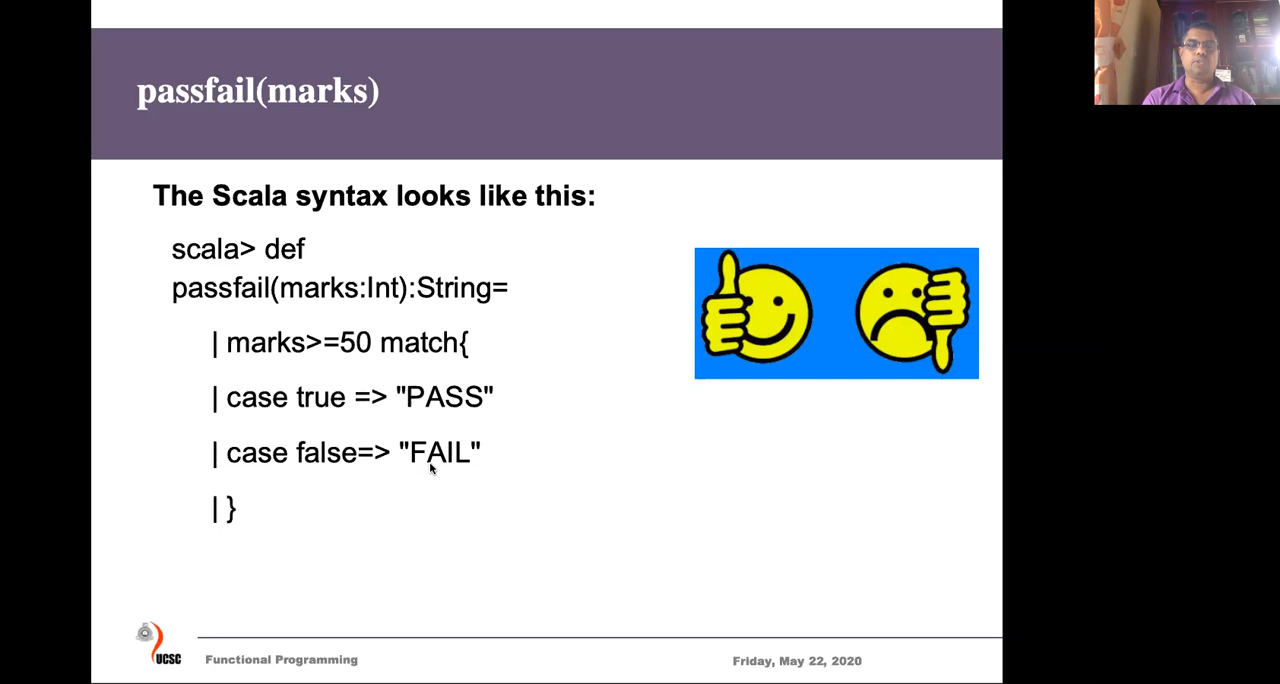 passfail(marks)
The Scala syntax looks like this:
scala> def
passfail(marks:Int):String=
| marks>=50 match{
| case true => "PASS"
| case false=> "FAIL"
| }
UCSC
Functional Programming
Friday, May 22, 2020